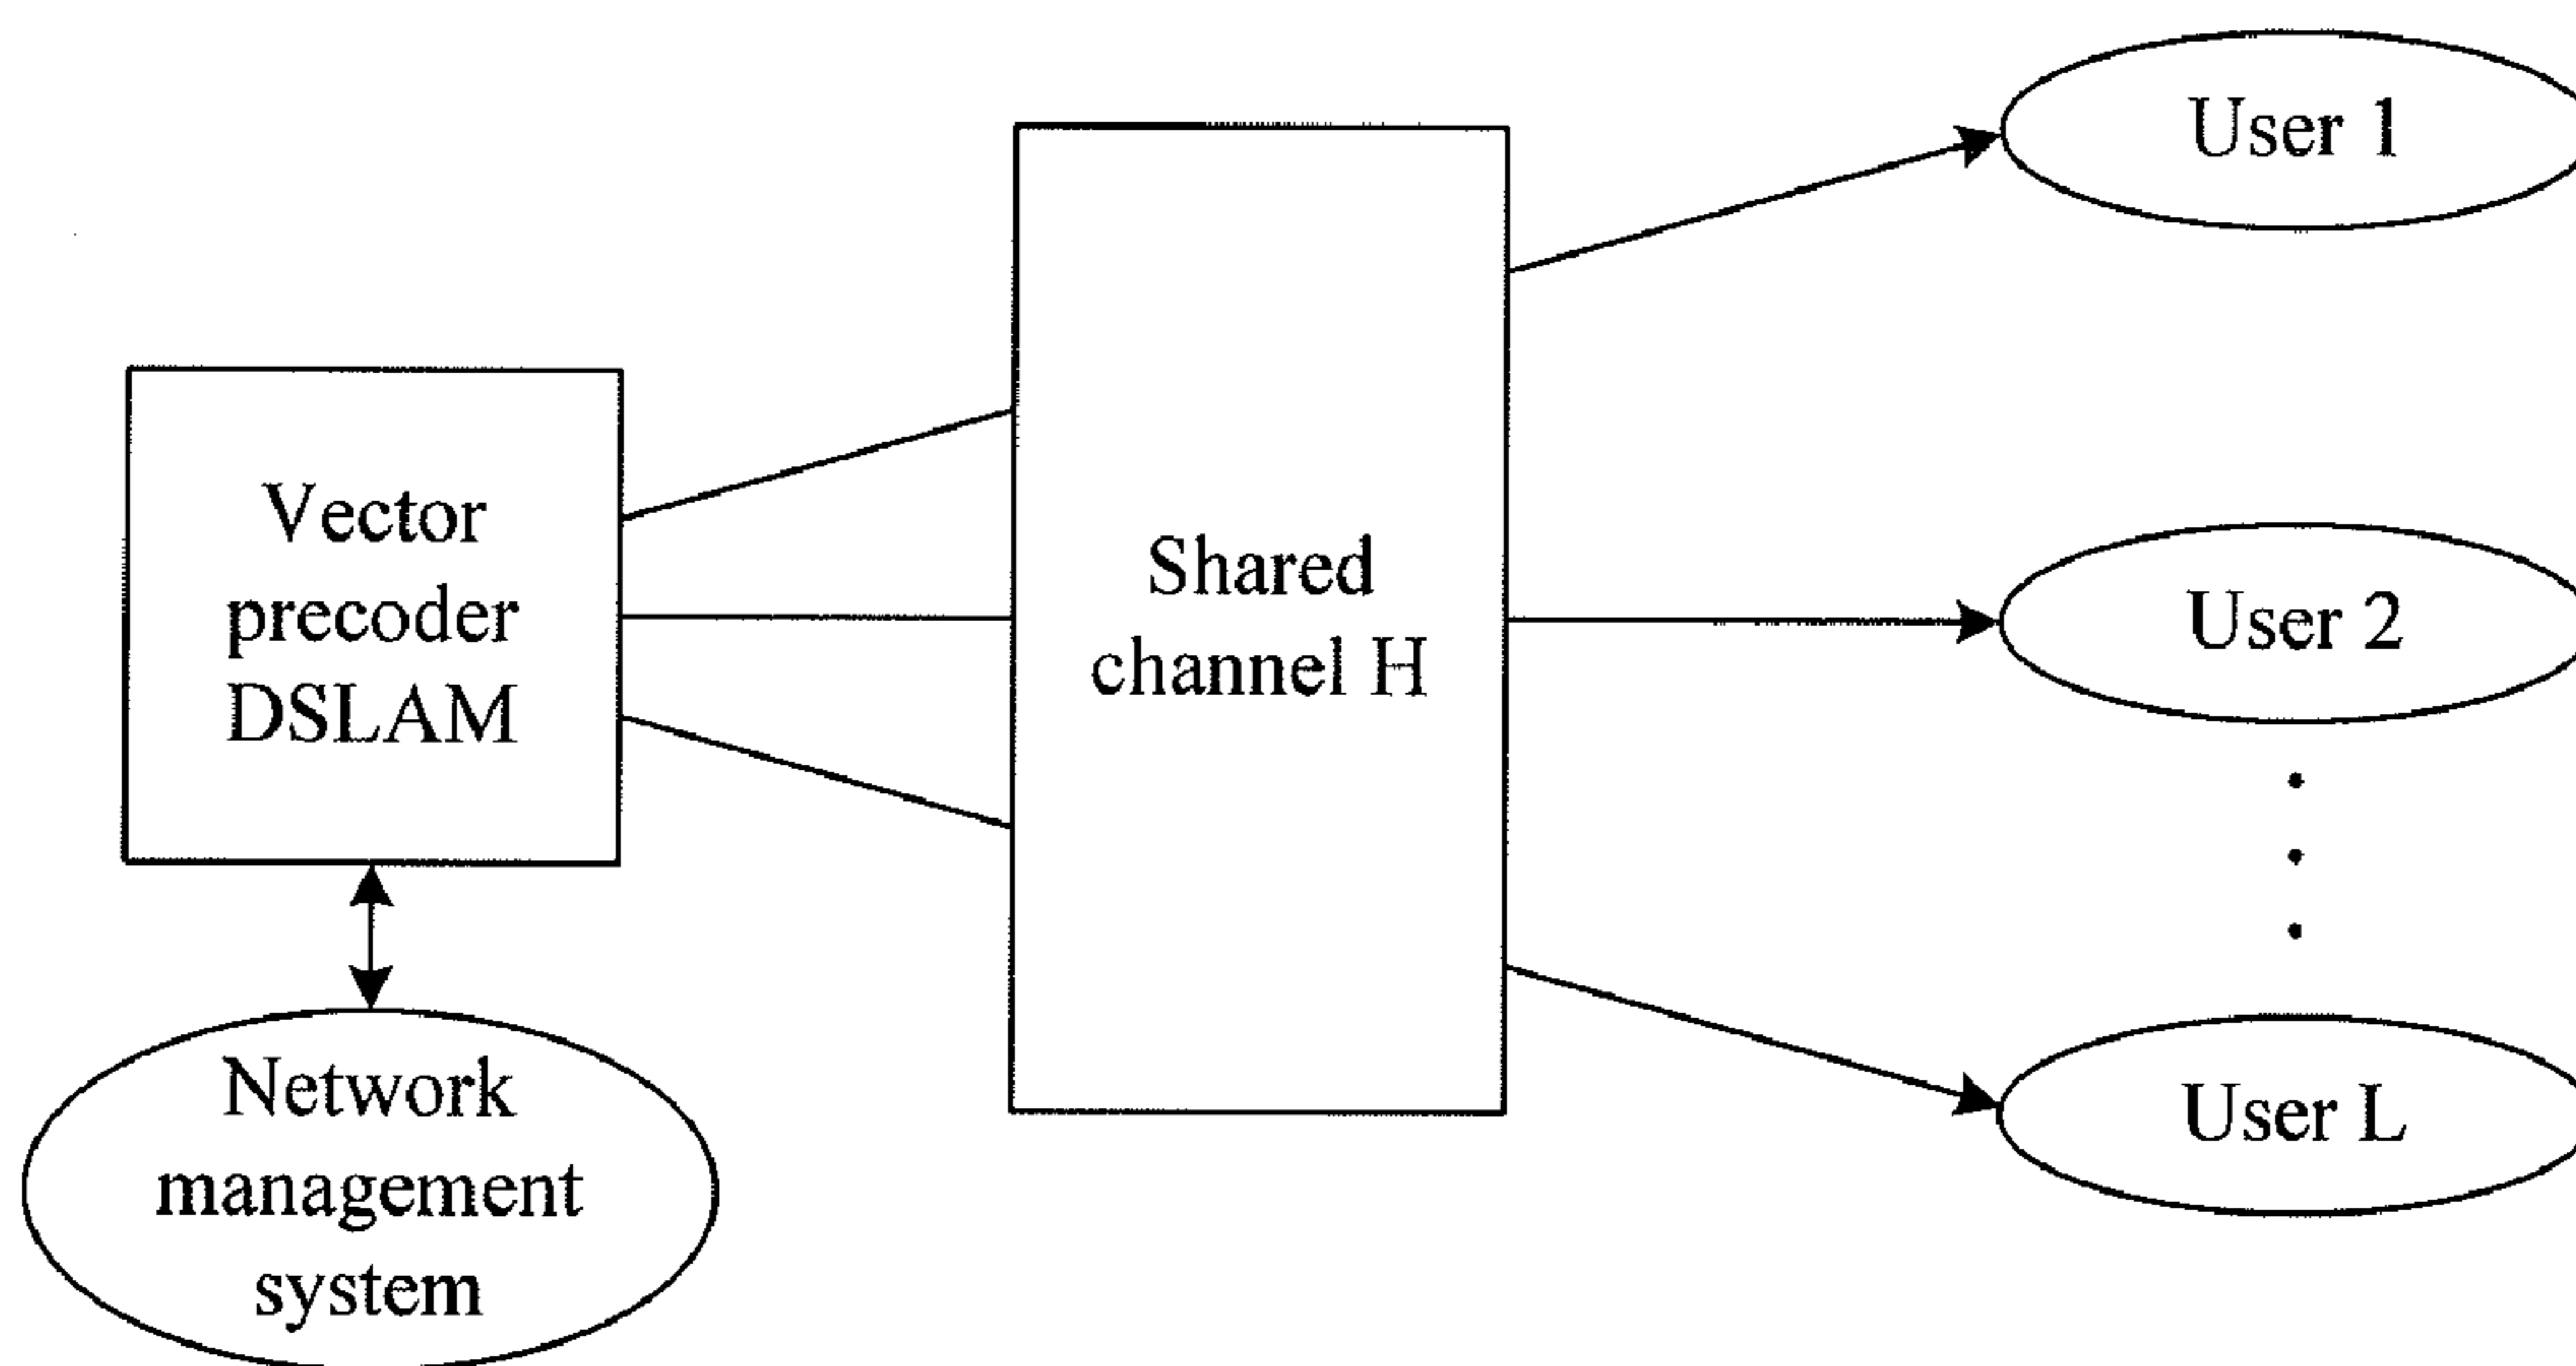 User 1
Vector
precoder
DSLAM
Shared
channel H
User 2
User L
Network
management
system